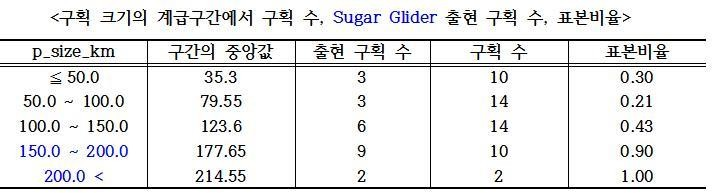 <구획 크기의 계급구간에서 구획 수, Sugar Glider 출현 구획 수, 표본비율>
p_size_km 구간의 중앙값 출현 구획 수 구획 수 표본비율
≦50.0 35.3 3 10 0.30
50.0 ~ 100.0 79.55 3 14 0.21
100.0 ~ 150.0 123.6 6 14 0.43
150.0 ~ 200.0 177.65 9 10 0.90
200.0 < 214.55 2 2 1.00